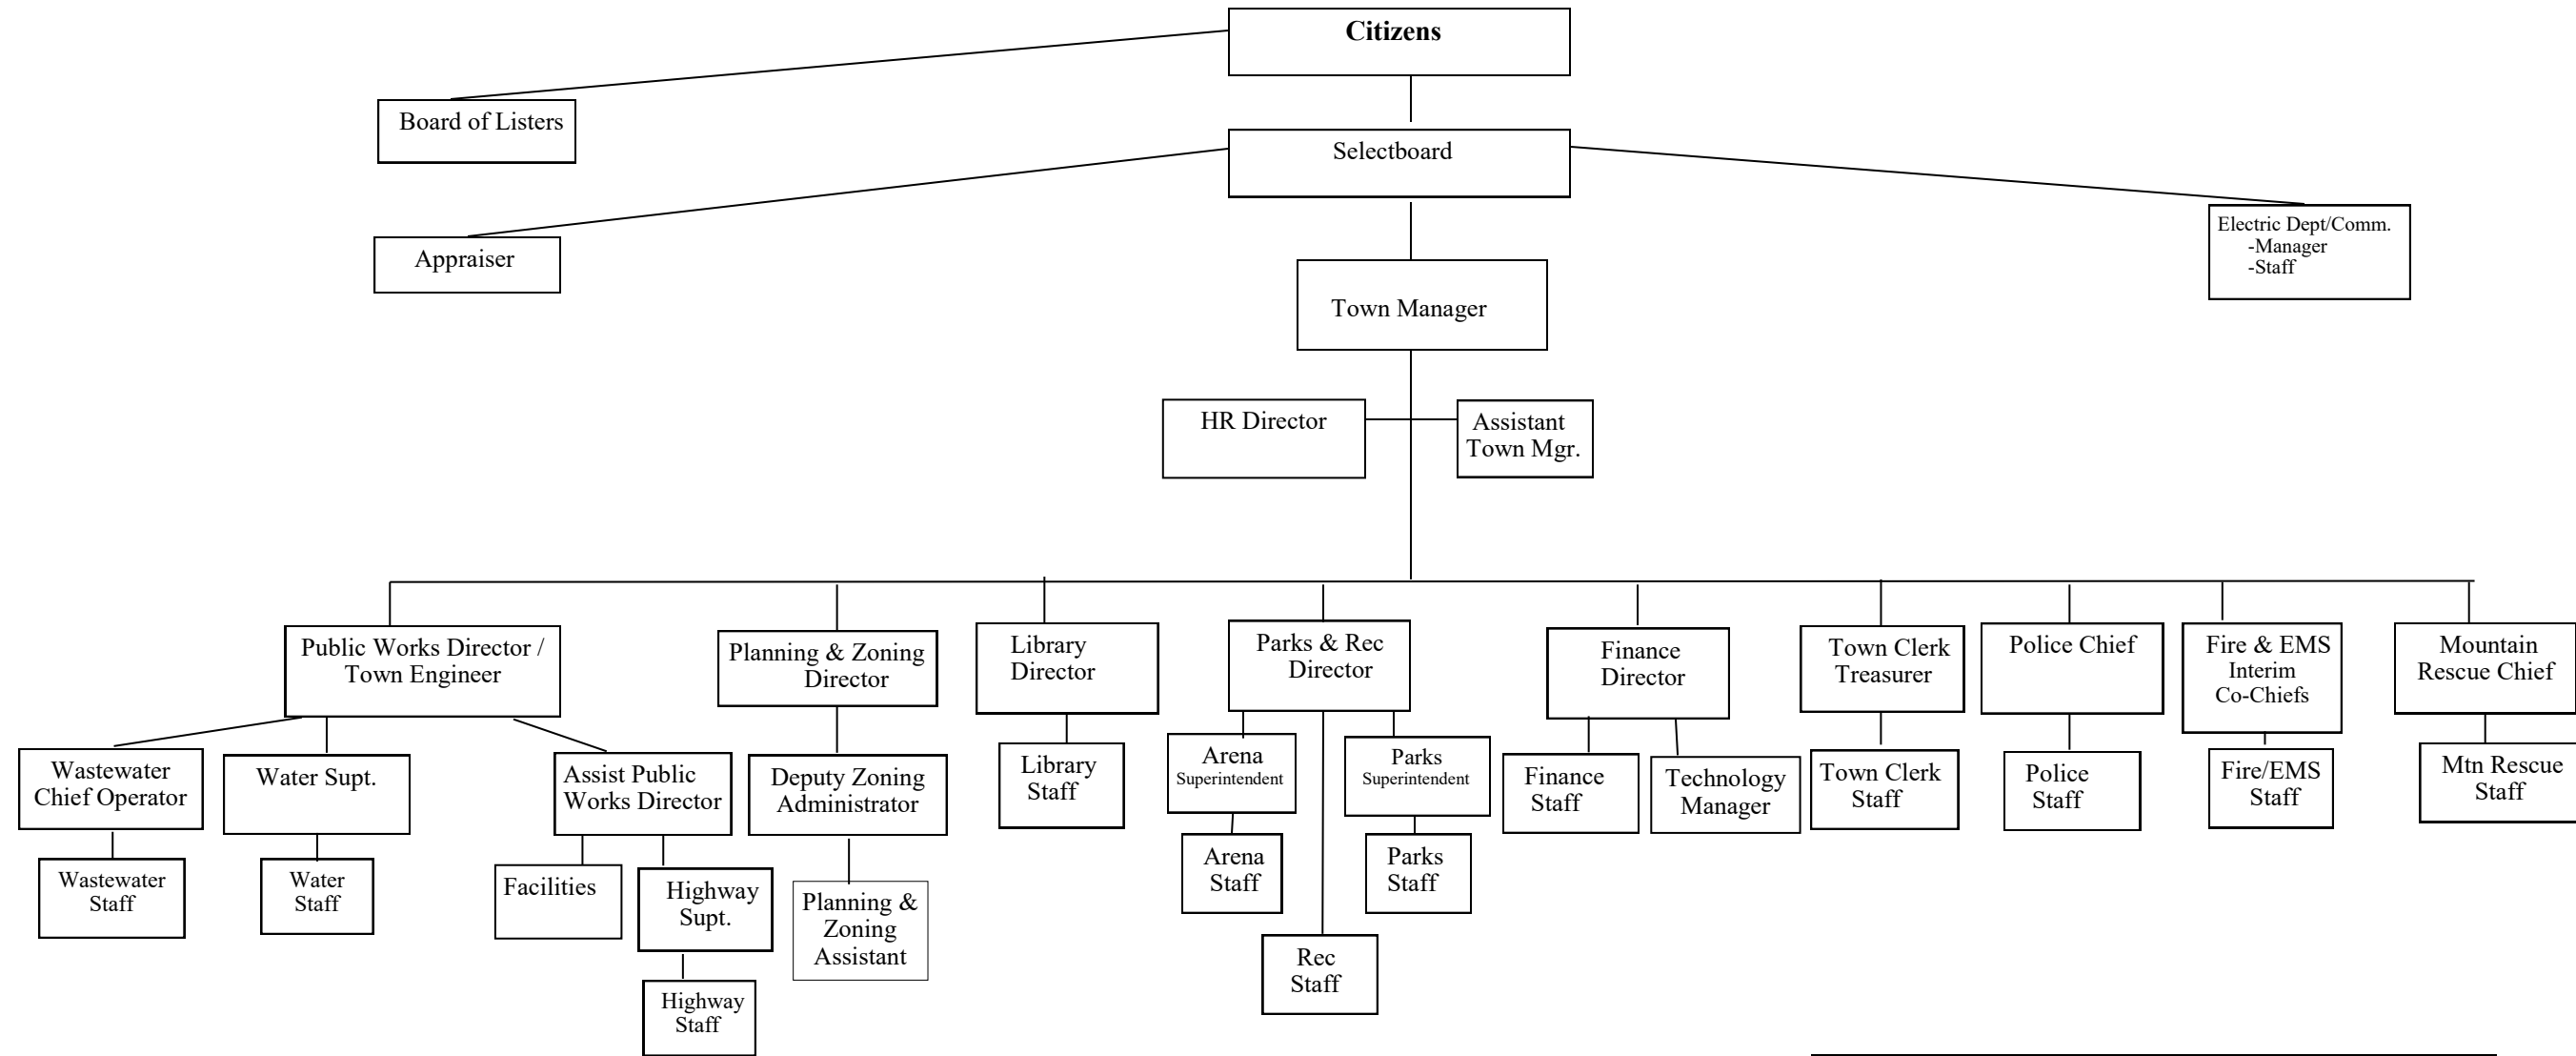 Citizens
Board of Listers
Selectboard
Appraiser
Electric Dept/Comm.
-Manager
-Staff
Town Manager
HR Director
Assistant
Town Mgr.
Public Works Director /
Town Engineer
Planning & Zoning
Director
Library
Director
Parks & Rec
Director
Finance
Director
Town Clerk
Treasurer
Police Chief
Fire & EMS
Interim
Co-Chiefs
Mountain
Rescue Chief
Wastewater
Chief Operator
Water Supt.
Assist Public
Works Director
Deputy Zoning
Administrator
Library
Staff
Arena
Superintendent
Parks
Superintendent
Finance
Staff
Technology
Manager
Town Clerk
Staff
Police
Staff
Fire/EMS
Staff
Mtn Rescue
Staff
Wastewater
Staff
Water
Staff
Facilities
Highway
Supt.
Planning &
Zoning
Assistant
Arena
Staff
Parks
Staff
Rec
Staff
Highway
Staff